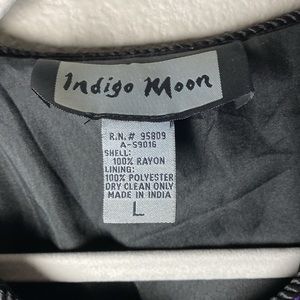 Indigo Moon
R.N. # 95809
A-S9016
SHELL:
100% RAYON
LINING:
100% POLYESTER
DRY CLEAN ONLY
MADE IN INDIA
L